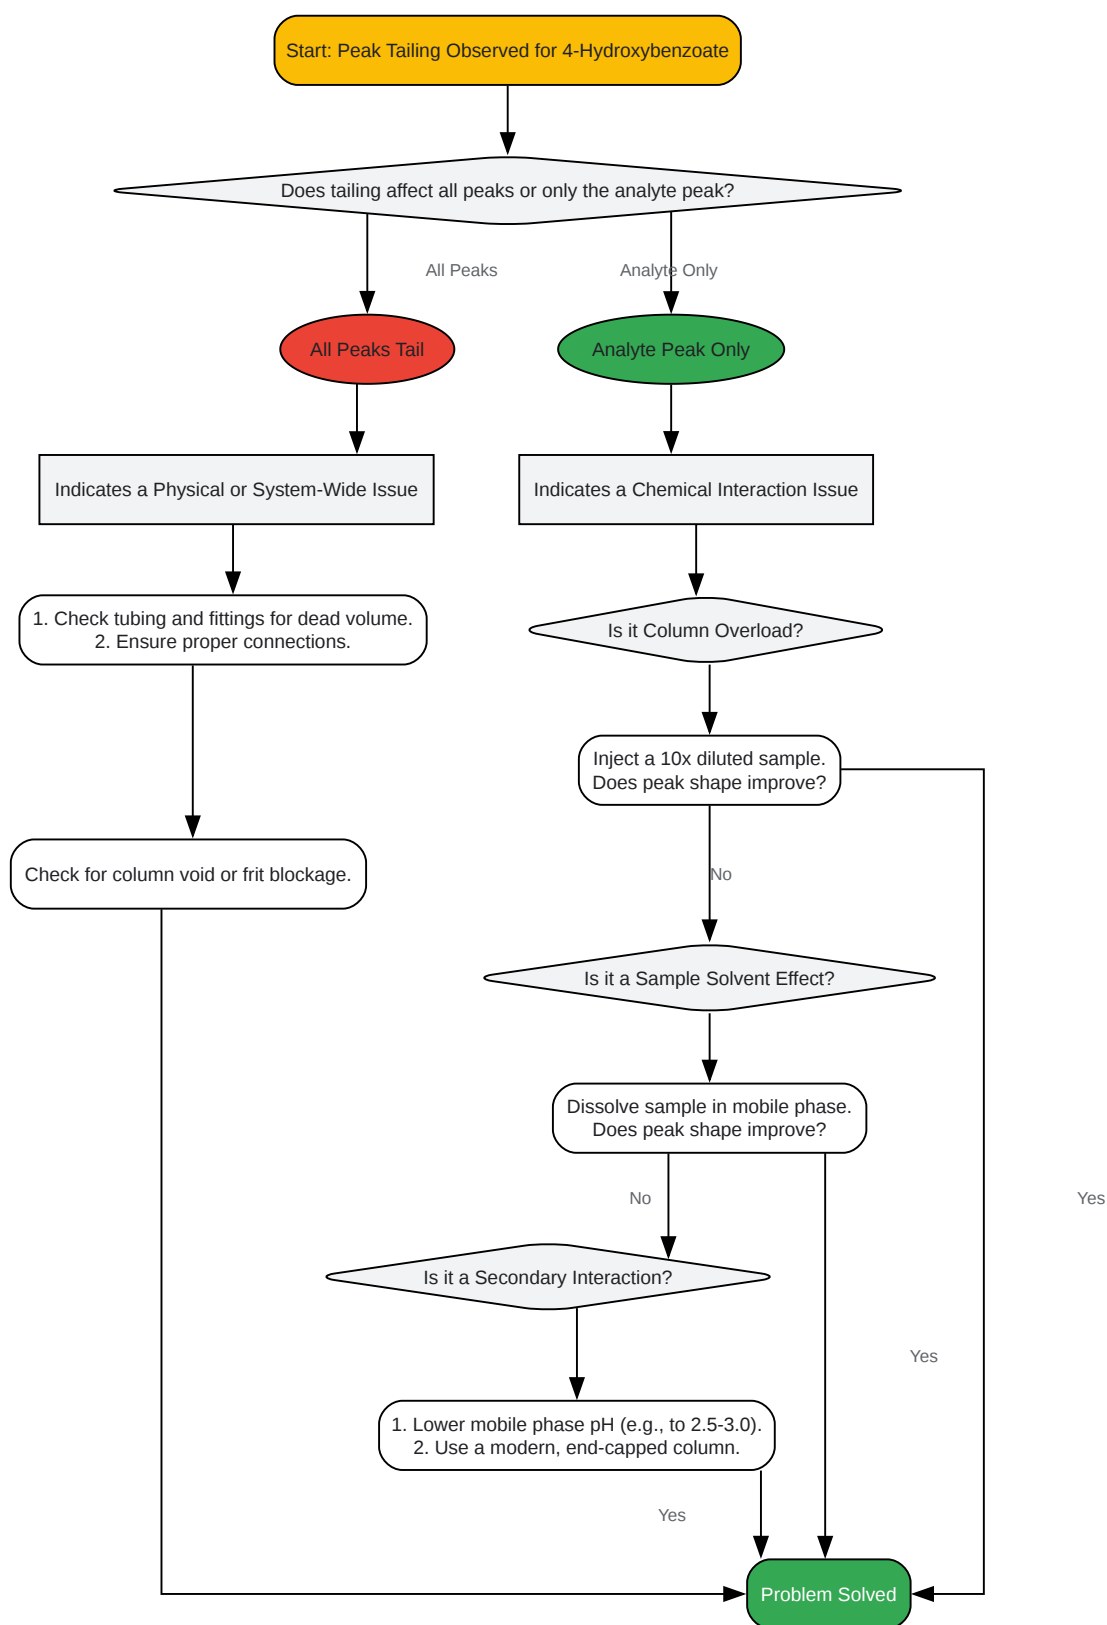 Start: Peak Tailing Observed for 4-Hydroxybenzoate
Does tailing affect all peaks or only the analyte peak?
All Peaks
Analyte Only
All Peaks Tail
Analyte Peak Only
Indicates a Physical or System-Wide Issue
Indicates a Chemical Interaction Issue
1. Check tubing and fittings for dead volume.
2. Ensure proper connections.
Is it Column Overload?
Inject a 10x diluted sample.
Does peak shape improve?
Check for column void or frit blockage.
No
Is it a Sample Solvent Effect?
Dissolve sample in mobile phase.
Does peak shape improve?
No
Yes
Is it a Secondary Interaction?
Yes
1. Lower mobile phase pH (e.g., to 2.5-3.0).
2. Use a modern, end-capped column.
Yes
Problem Solved